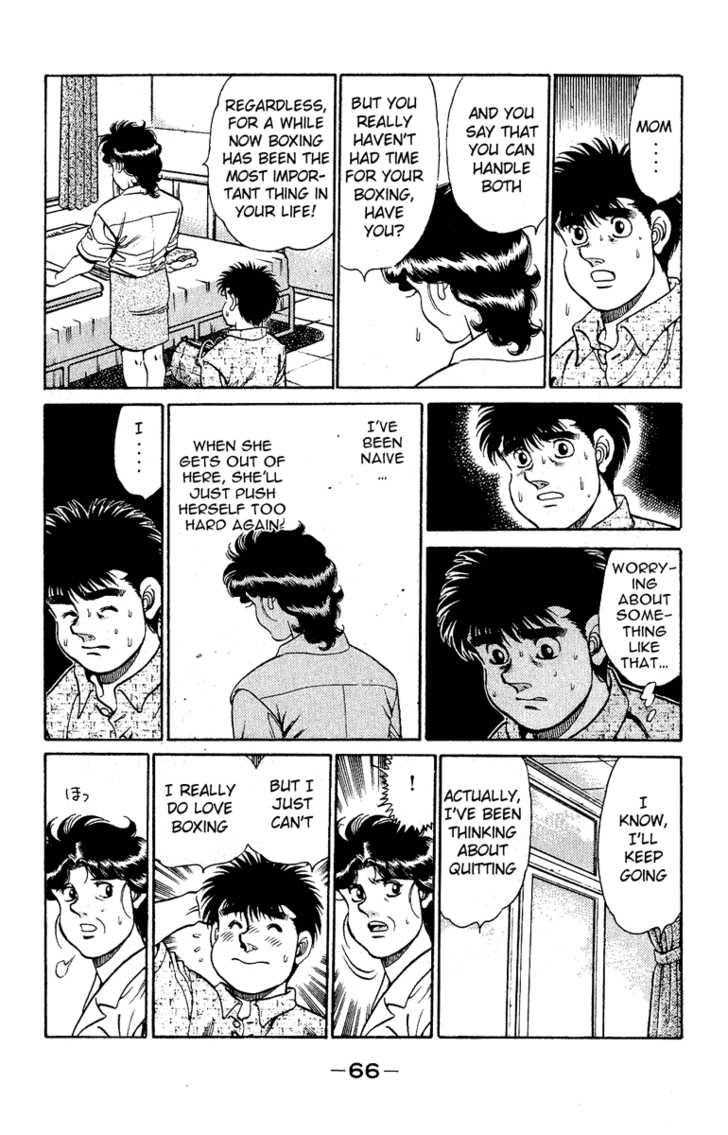 MOM
....
AND YOU
SAY THAT
YOU CAN
HANDLE
BOTH
BUT YOU
REALLY
HAVEN'T
HAD TIME
FOR YOUR
BOXING,
HAVE
YOU?
REGARDLESS,
FOR A WHILE
NOW BOXING
HAS BEEN THE
MOST IMPOR-
TANT THING IN
YOUR LIFE!
WORRY-
ING
ABOUT
SOME-
THING
LIKE
THAT...
I'VE
BEEN
NAIVE
...
WHEN SHE
GETS OUT OF
HERE, SHE'LL
JUST PUSH
HERSELF TOO
HARD AGAIN?
I
....
I
KNOW,
I'LL
KEEP
GOING
ACTUALLY,
I'VE BEEN
THINKING
ABOUT
QUITTING
!
BUT I
JUST
CAN'T
I REALLY
DO LOVE
BOXING
ほっ
-66-